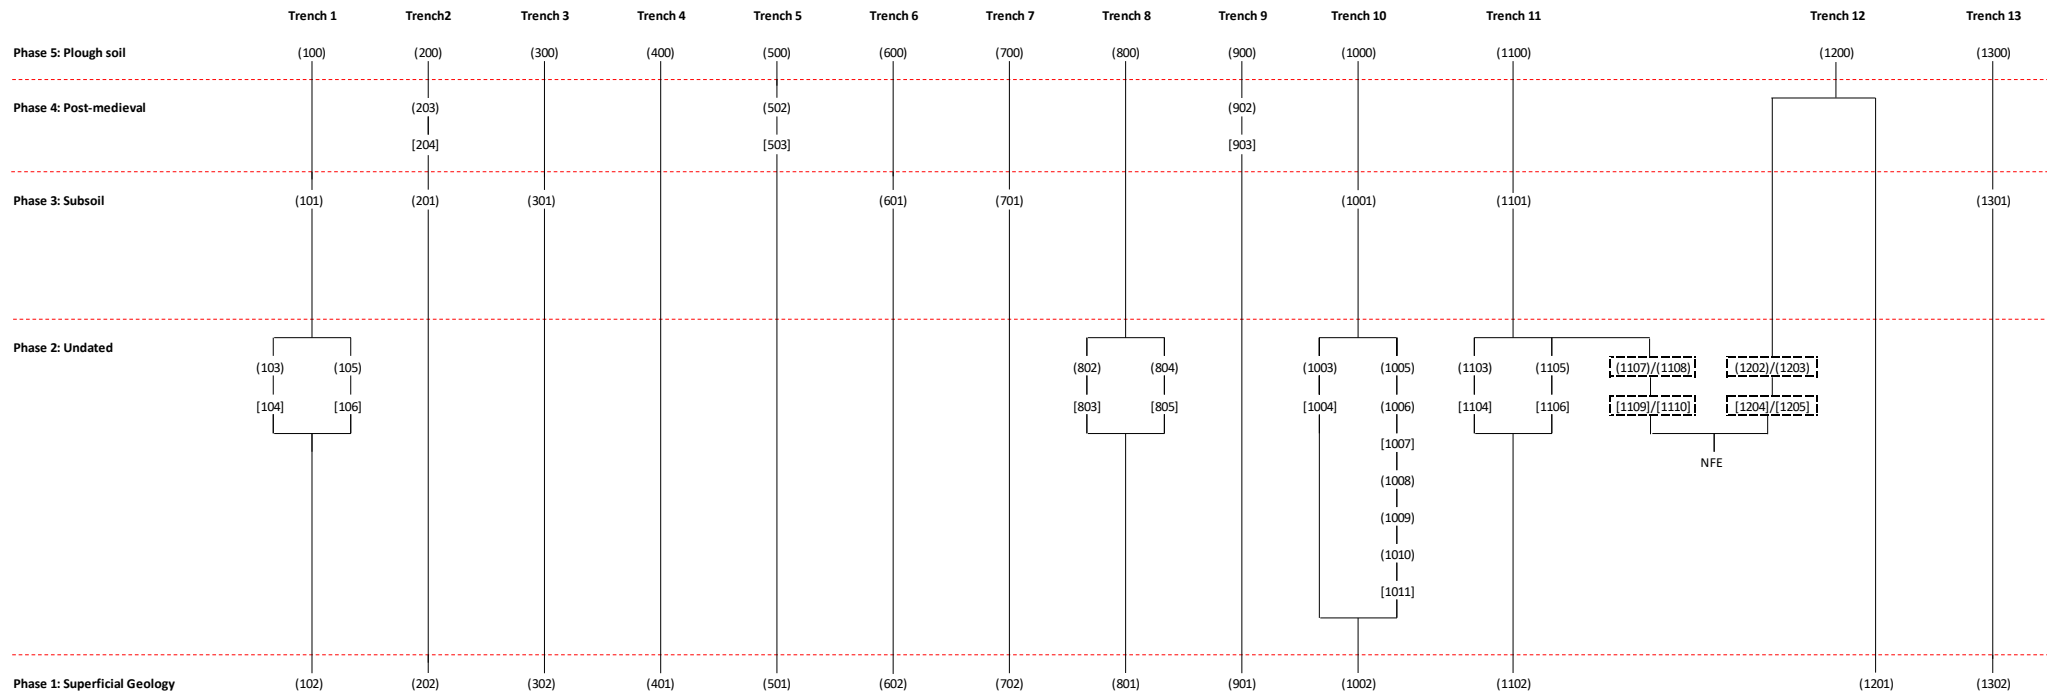 Trench 1 Trench2 Trench 3 Trench 4 Trench 5 Trench 6 Trench 7 Trench 8 Trench 9 Trench 10 Trench 11 Trench 12 Trench 13
Phase 5: Plough soil (100) (200) (300) (400) (500) (600) (700) (800) (900) (1000) (1100) (1200) (1300)
Phase 4: Post-medieval (203) (502) (902)
[204] [503] [903]
Phase 3: Subsoil (101) (201) (301) (601) (701) (1001) (1101) (1301)
Phase 2: Undated
(103) (105) (802) (804) (1003) (1005) (1103) (1105) (1107)/(1108) (1202)/(1203)
[104] [106] [803] [805] [1004] (1006) [1104] [1106] [1109]/[1110] [1204]/[1205]
[1007]
NFE
(1008)
(1009)
(1010)
[1011]
Phase 1: Superficial Geology (102) (202) (302) (401) (501) (602) (702) (801) (901) (1002) (1102) (1201) (1302)